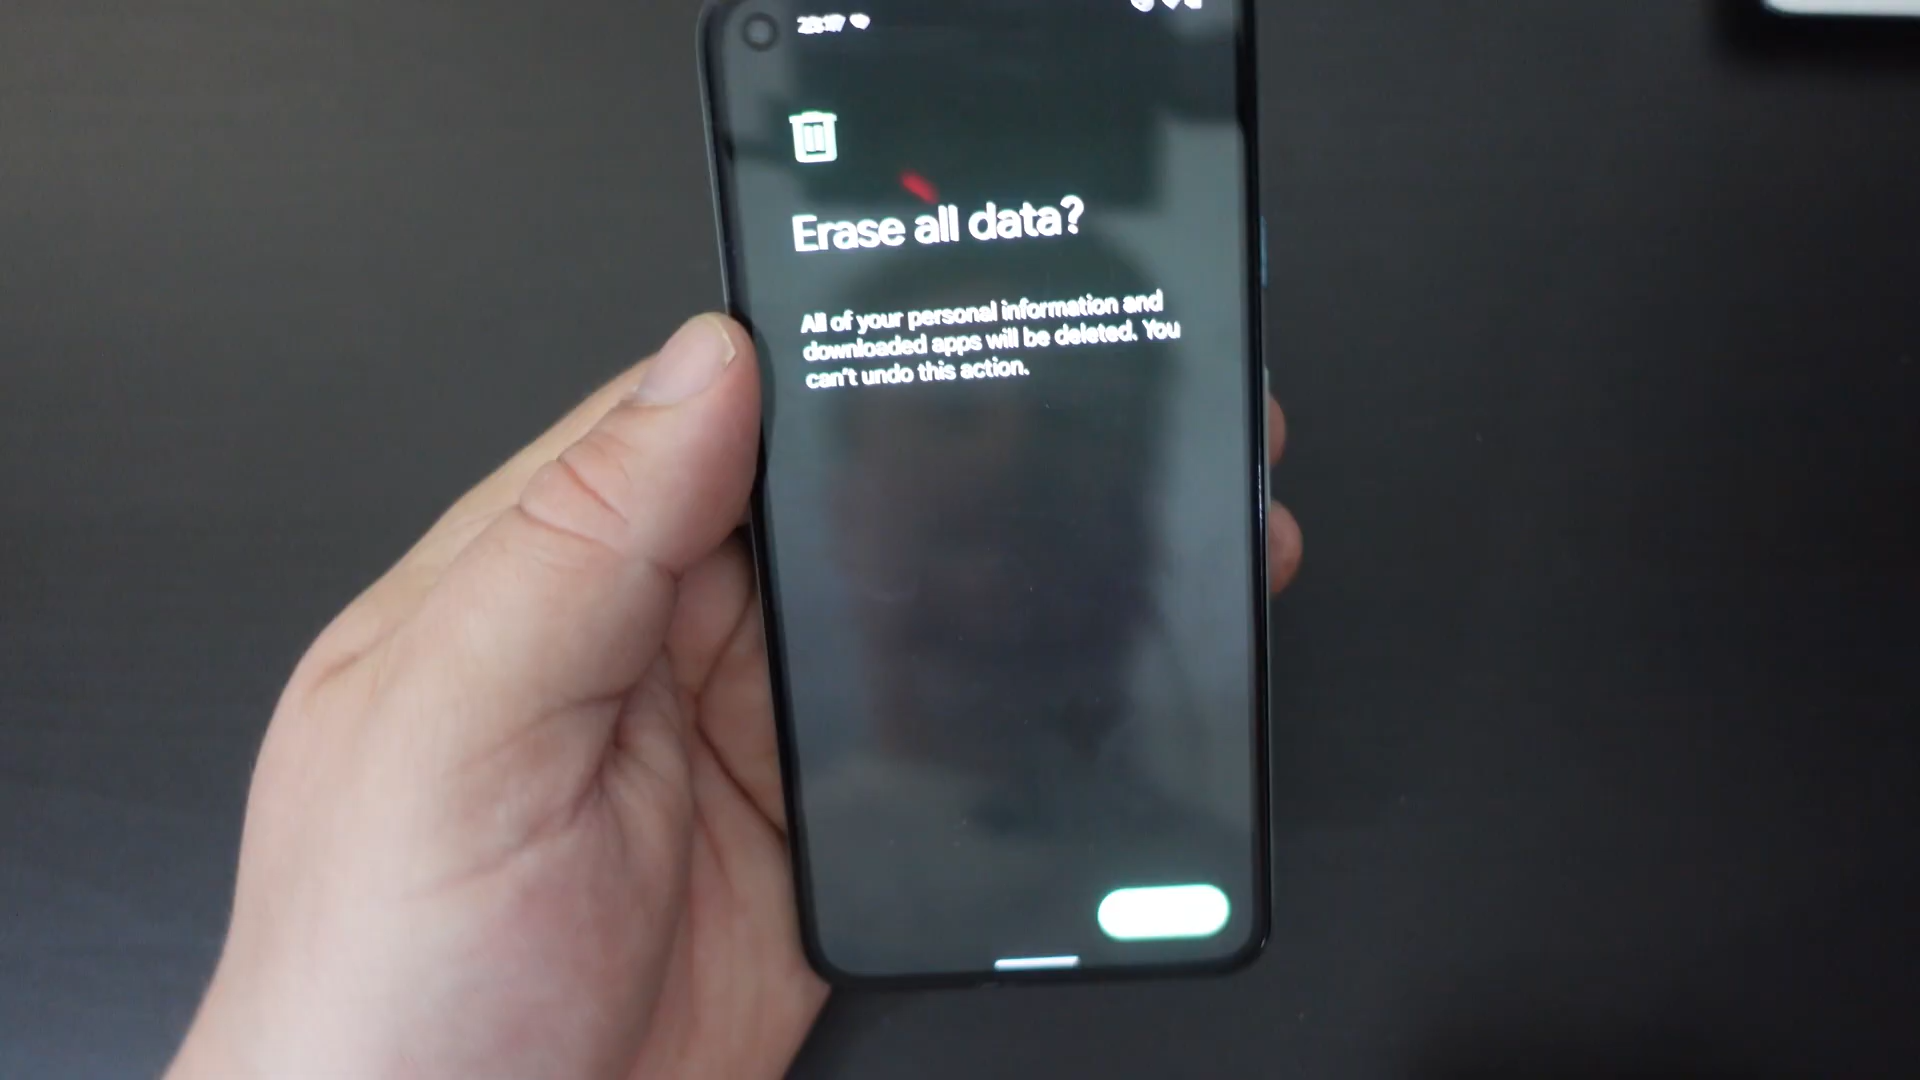 Erase all data?
All of your personal information and
downloaded apps will be deleted. You
can't undo this action.